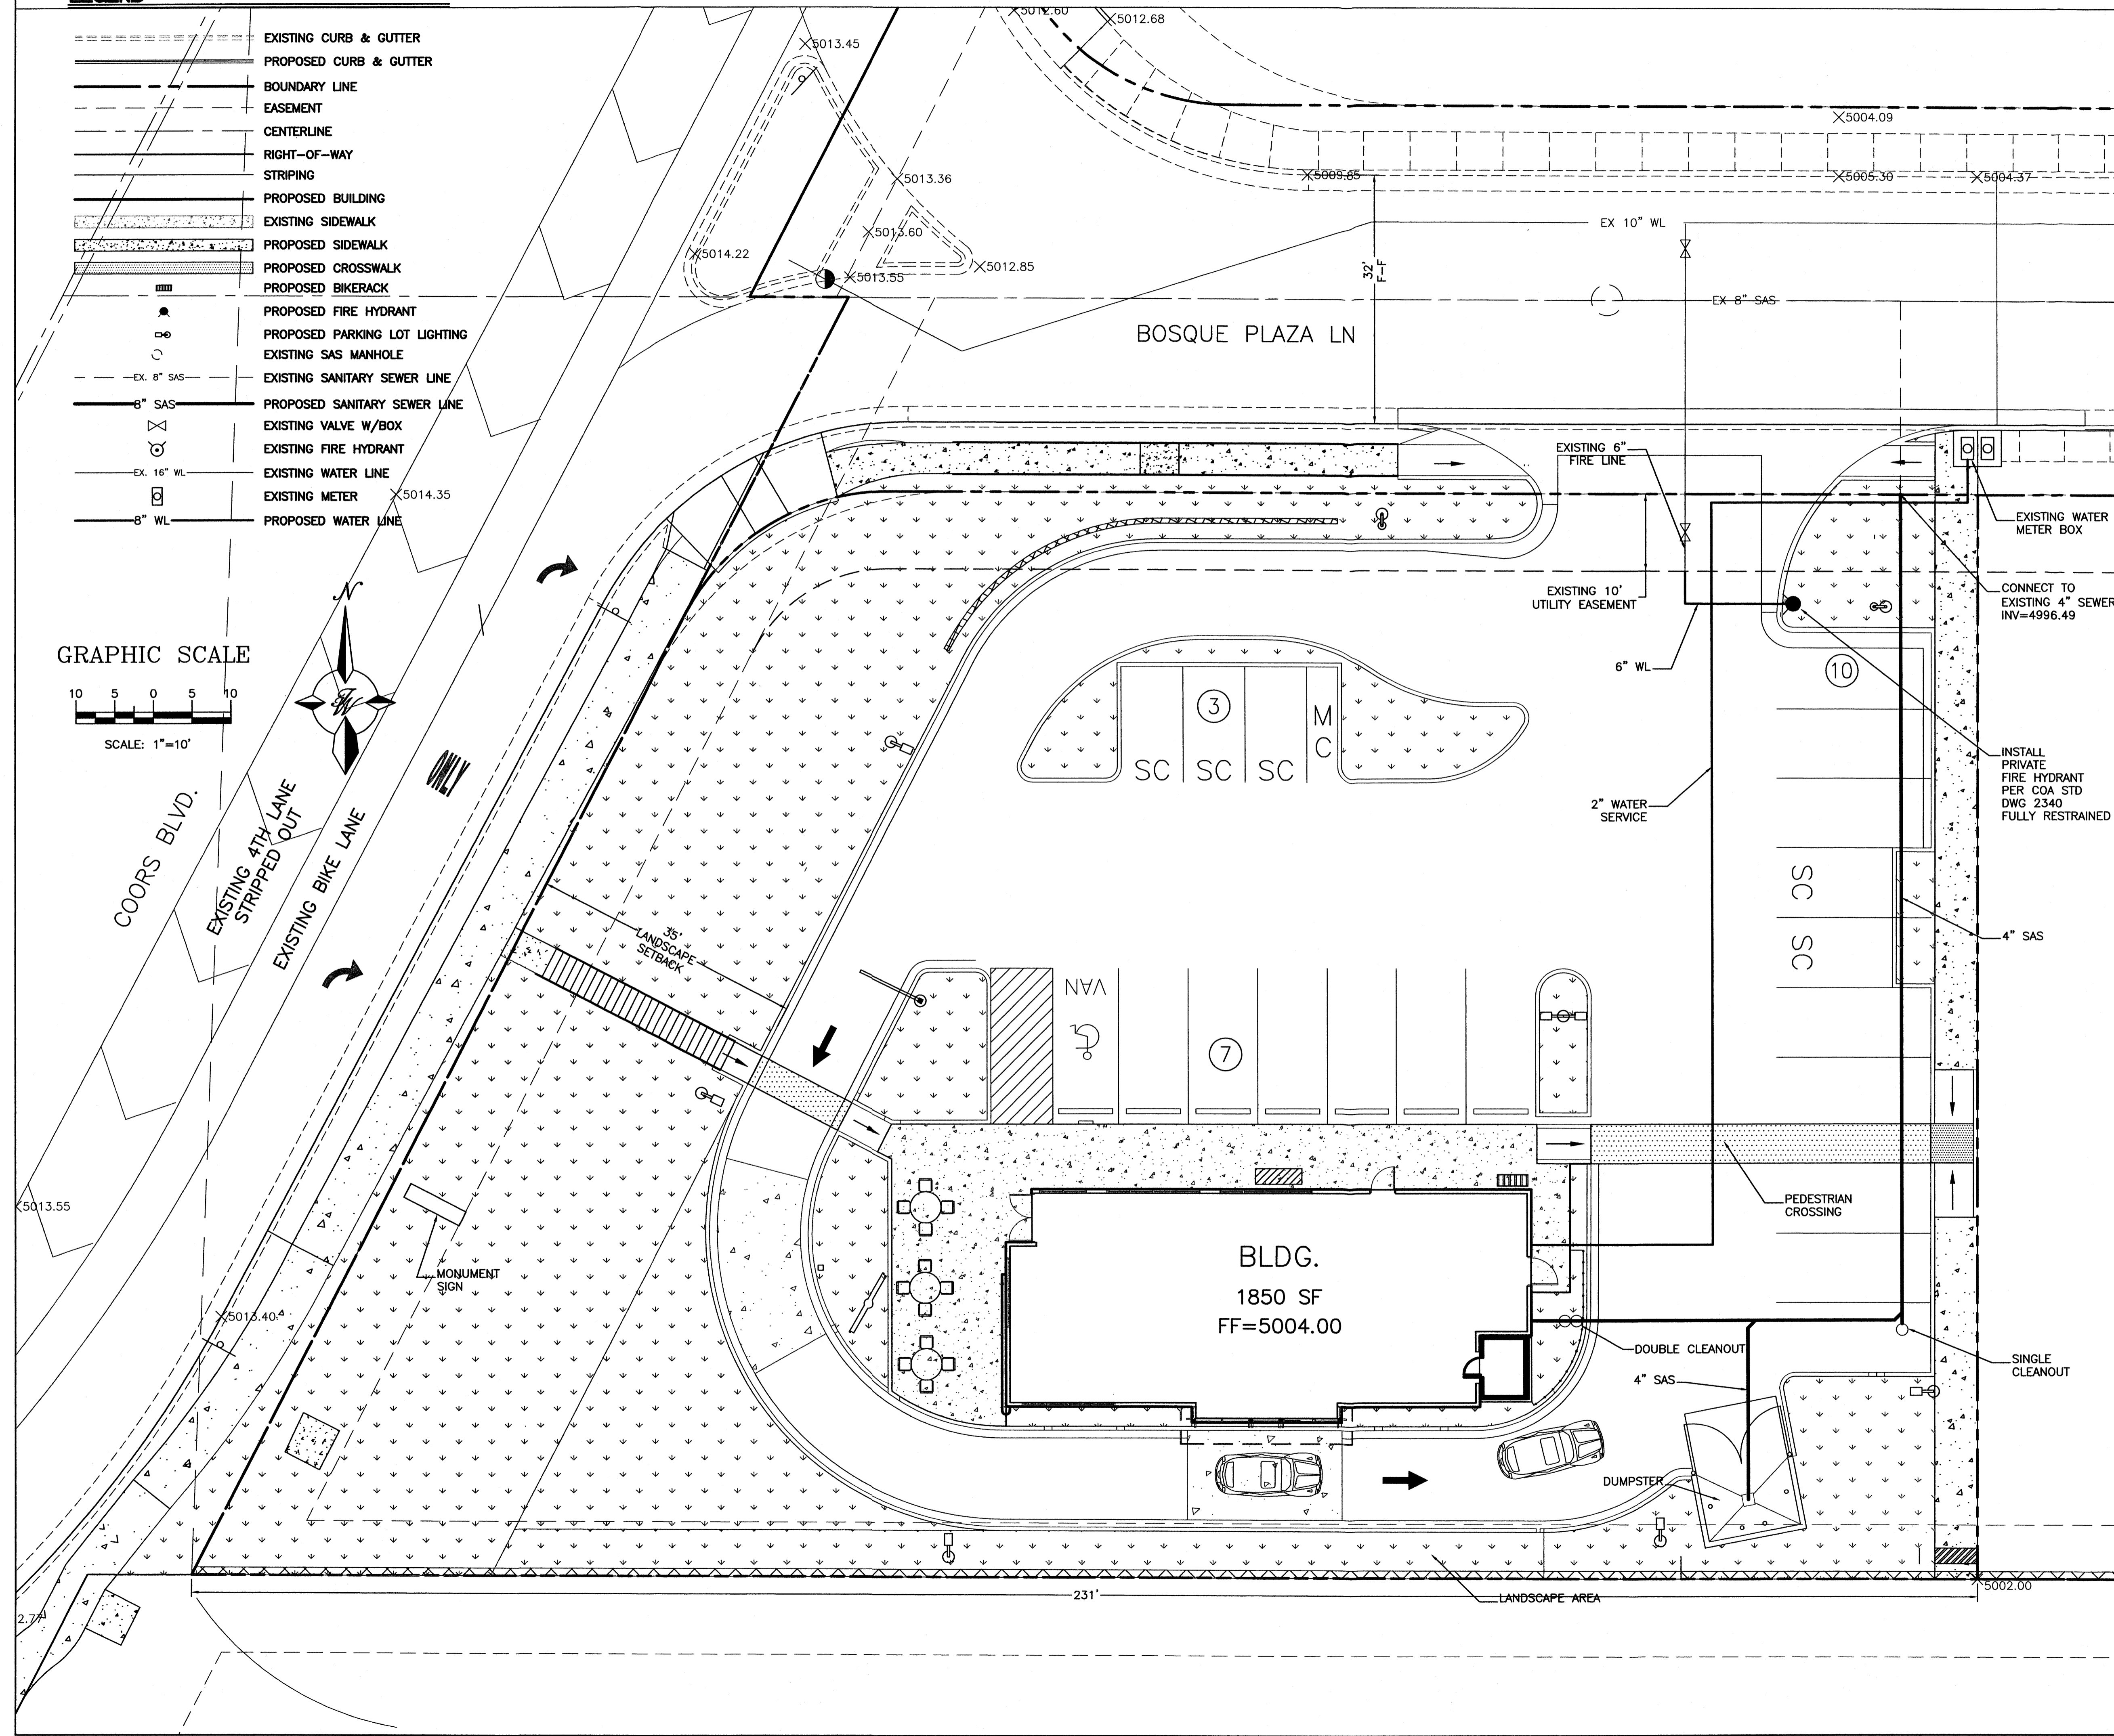 LEGEND
EXISTING CURB & GUTTER
PROPOSED CURB & GUTTER
BOUNDARY LINE
EASEMENT
CENTERLINE
RIGHT-OF-WAY
STRIPING
PROPOSED BUILDING
EXISTING SIDEWALK
PROPOSED SIDEWALK
PROPOSED CROSSWALK
PROPOSED BIKERACK
PROPOSED FIRE HYDRANT
PROPOSED PARKING LOT LIGHTING
EXISTING SAS MANHOLE
EX. 8" SAS
EXISTING SANITARY SEWER LINE
8" SAS
PROPOSED SANITARY SEWER LINE
EXISTING VALVE W/BOX
EXISTING FIRE HYDRANT
EX. 16" WL
EXISTING WATER LINE
EXISTING METER
8" WL
PROPOSED WATER LINE
5014.35
N
GRAPHIC SCALE
10 5 0 5 10
SCALE: 1"=10'
COORS BLVD.
EXISTING 4TH LANE
STRIPPED OUT
EXISTING BIKE LANE
ONLY
5012.60
5012.68
5013.45
5013.36
5013.60
5014.22
5013.55
5012.85
5004.09
5009.85
5005.30
5004.37
EX 10" WL
32'
F-F
EX 8" SAS
BOSQUE PLAZA LN
EXISTING 6"
FIRE LINE
EXISTING WATER
METER BOX
EXISTING 10'
UTILITY EASEMENT
CONNECT TO
EXISTING 4" SEWER
INV=4996.49
6" WL
10
3
M
C
SC SC SC
INSTALL
PRIVATE
FIRE HYDRANT
PER COA STD
DWG 2340
FULLY RESTRAINED
2" WATER
SERVICE
SC
SC
4" SAS
35'
LANDSCAPE
SETBACK
VAN
7
PEDESTRIAN
CROSSING
5013.55
MONUMENT
SIGN
BLDG.
1850 SF
FF=5004.00
5013.40
DOUBLE CLEANOUT
4" SAS
SINGLE
CLEANOUT
DUMPSTER
231'
LANDSCAPE AREA
5002.00
2.77